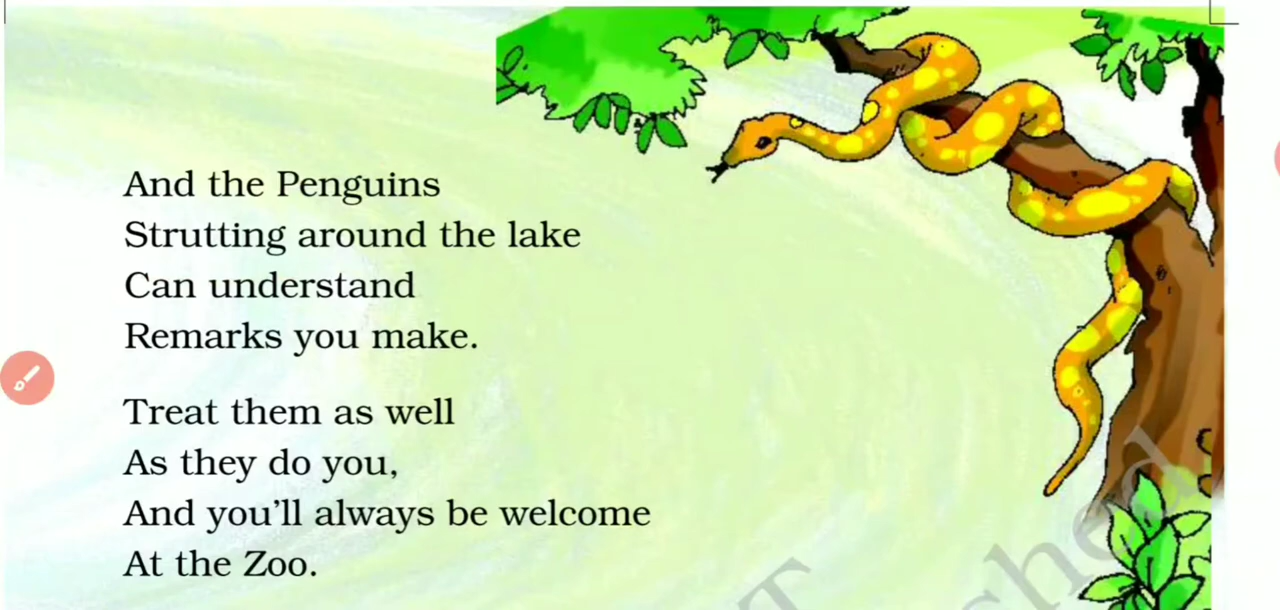 And the Penguins
Strutting around the lake
Can understand
Remarks you make.
Treat them as well
As they do you,
And you'll always be welcome
At the Zoo.